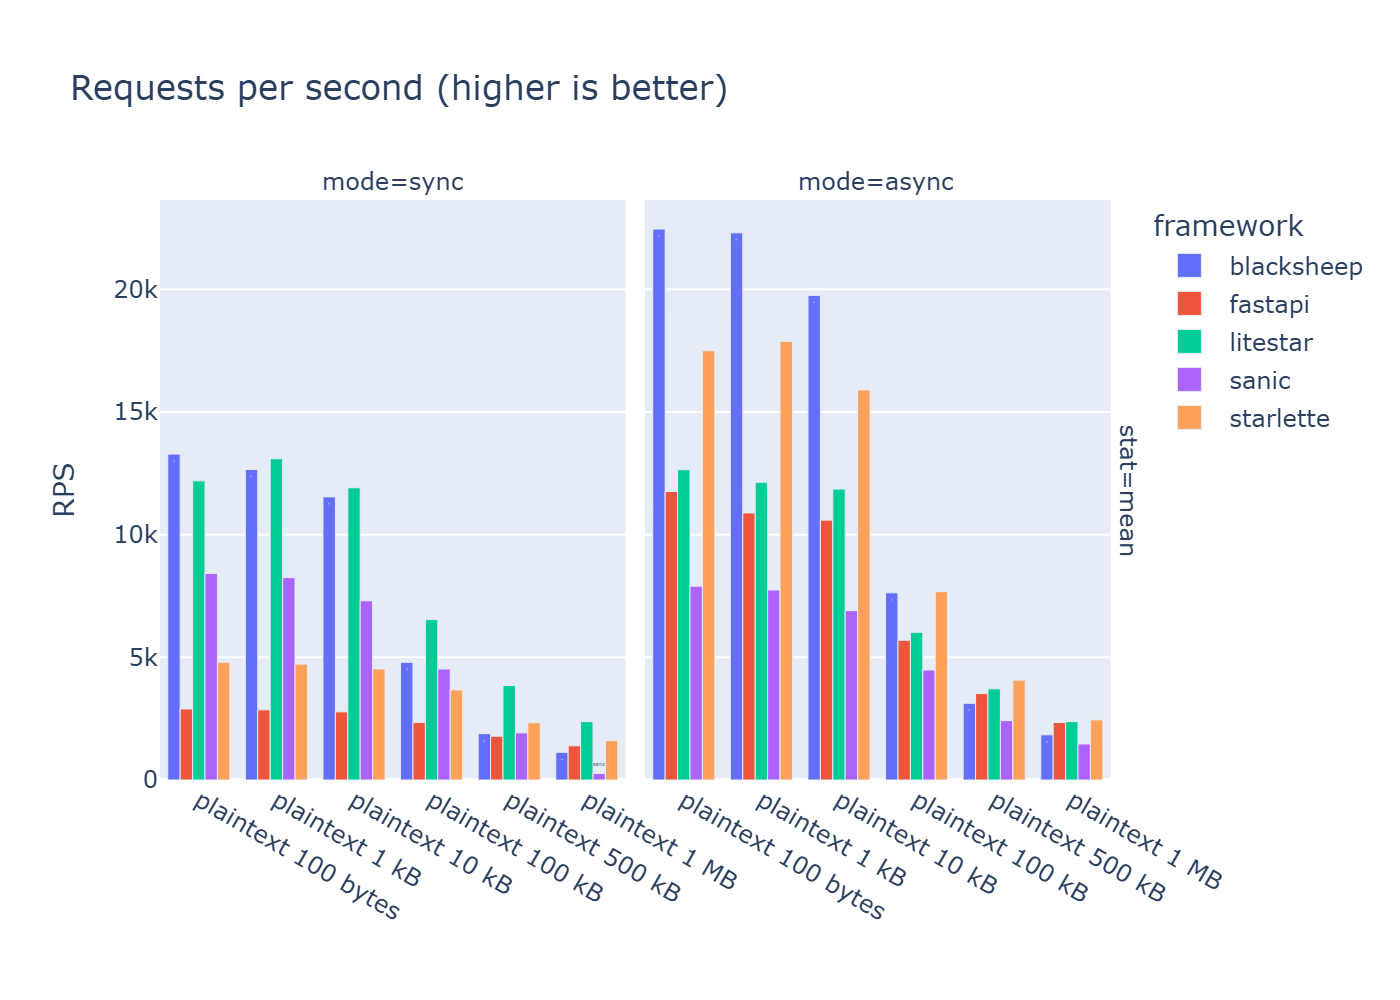 Requests per second (higher is better)
mode=sync
mode=async
framework
blacksheep
fastapi
litestar
sanic
starlette
RPS
20k
15k
10k
5k
0
stat=mean
sanic
plaintext 100 bytes
plaintext 1 kB
plaintext 10 kB
plaintext 100 kB
plaintext 500 kB
plaintext 1 MB
plaintext 100 bytes
plaintext 1 kB
plaintext 10 kB
plaintext 100 kB
plaintext 500 kB
plaintext 1 MB